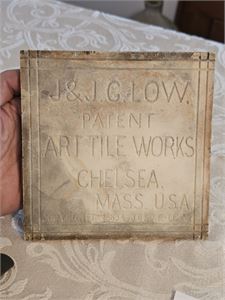 J. & J. G. LOW.
PATENT
ART TILE WORKS
CHELSEA,
MASS. U.S.A.